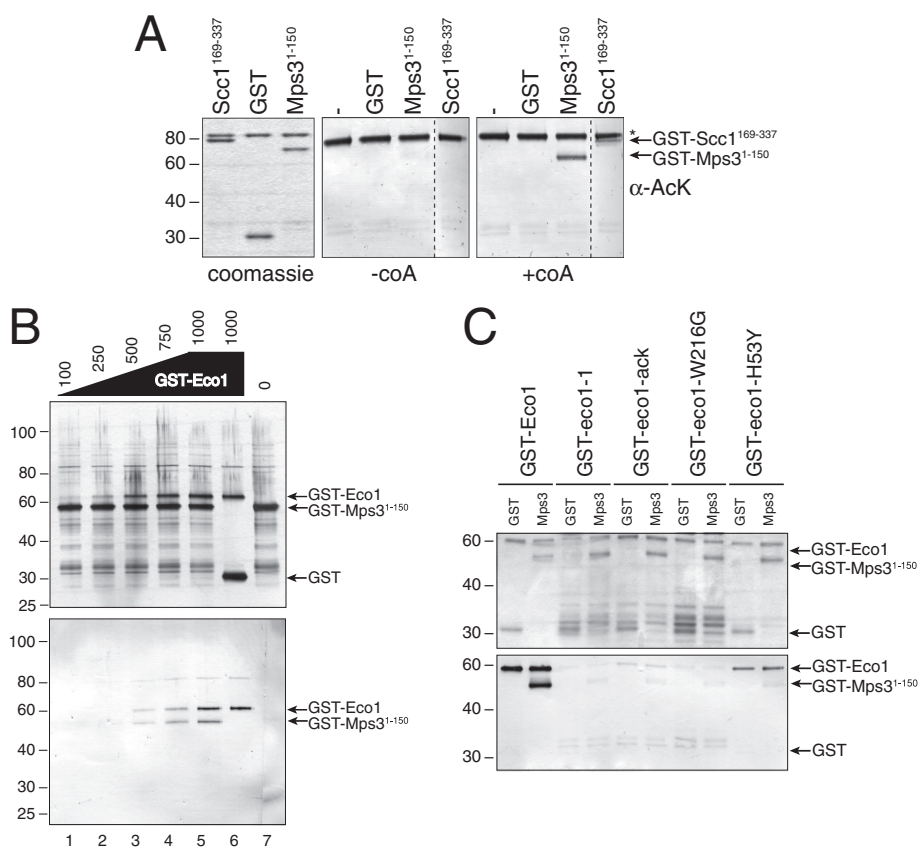 A
Scc1169-337
GST
Mps31-150
-
GST
Mps31-150
Scc1169-337
-
GST
Mps31-150
Scc1169-337
80
60
40
30
*
GST-Scc1169-337
GST-Mps31-150
α-AcK
coomassie
-coA
+coA
B
100
250
500
750
1000
1000
0
GST-Eco1
100
80
60
40
30
25
GST-Eco1
GST-Mps31-150
GST
100
80
60
40
30
25
GST-Eco1
GST-Mps31-150
1 2 3 4 5 6 7
C
GST-Eco1
GST-eco1-1
GST-eco1-ack
GST-eco1-W216G
GST-eco1-H53Y
GST Mps3 GST Mps3 GST Mps3 GST Mps3 GST Mps3
60
40
30
GST-Eco1
GST-Mps31-150
GST
60
40
30
GST-Eco1
GST-Mps31-150
GST